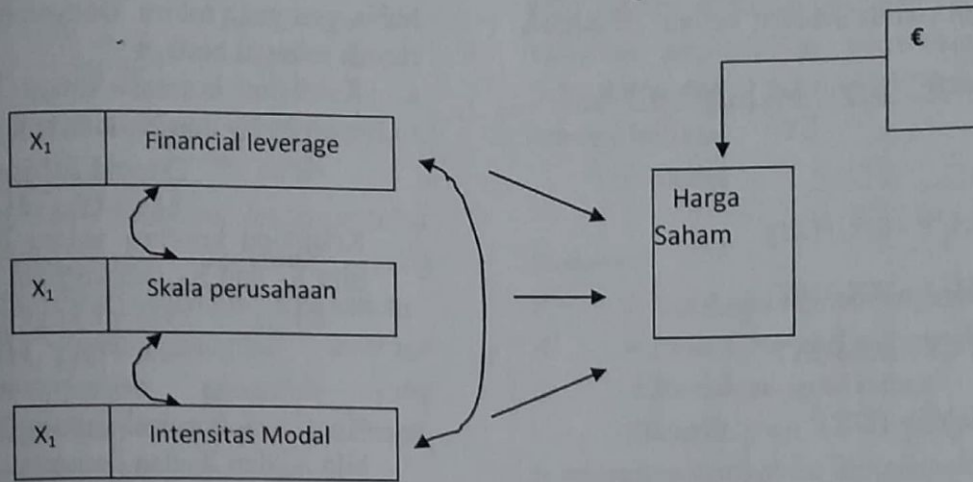 €
X₁ Financial leverage
Harga
Saham
X₁ Skala perusahaan
X₁ Intensitas Modal